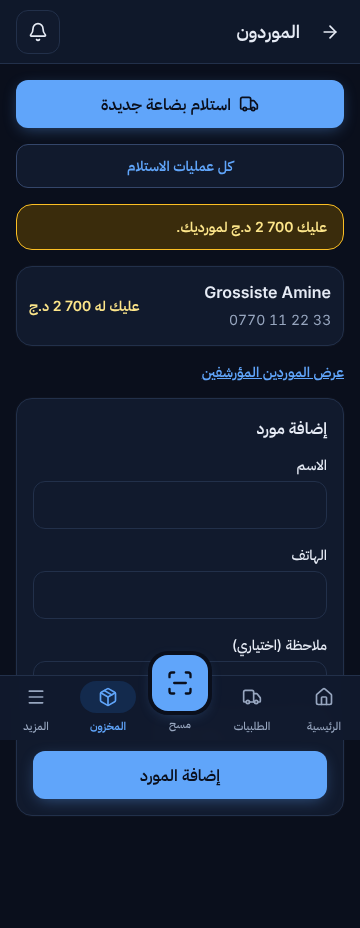 الموردون
استلام بضاعة جديدة
كل عمليات الاستلام
عليك 700 2 د.ج لمورديك.
Grossiste Amine
عليك له 700 2 د.ج
0770 11 22 33
عرض الموردين المؤرشفين
إضافة مورد
الاسم
الهاتف
ملاحظة (اختياري)
الرئيسية
الطلبيات
مسح
المخزون
المزيد
إضافة المورد